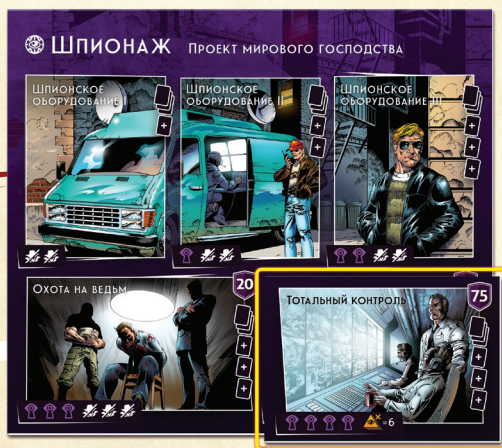 Шпионаж Проект мирового господства
Шпионское
оборудование
Шпионское
оборудование II
Шпионское
оборудование III
+
+
+
+
+
+
Охота на ведьм
20
+
+
+
Тотальный контроль
75
+
+
+
+
=6